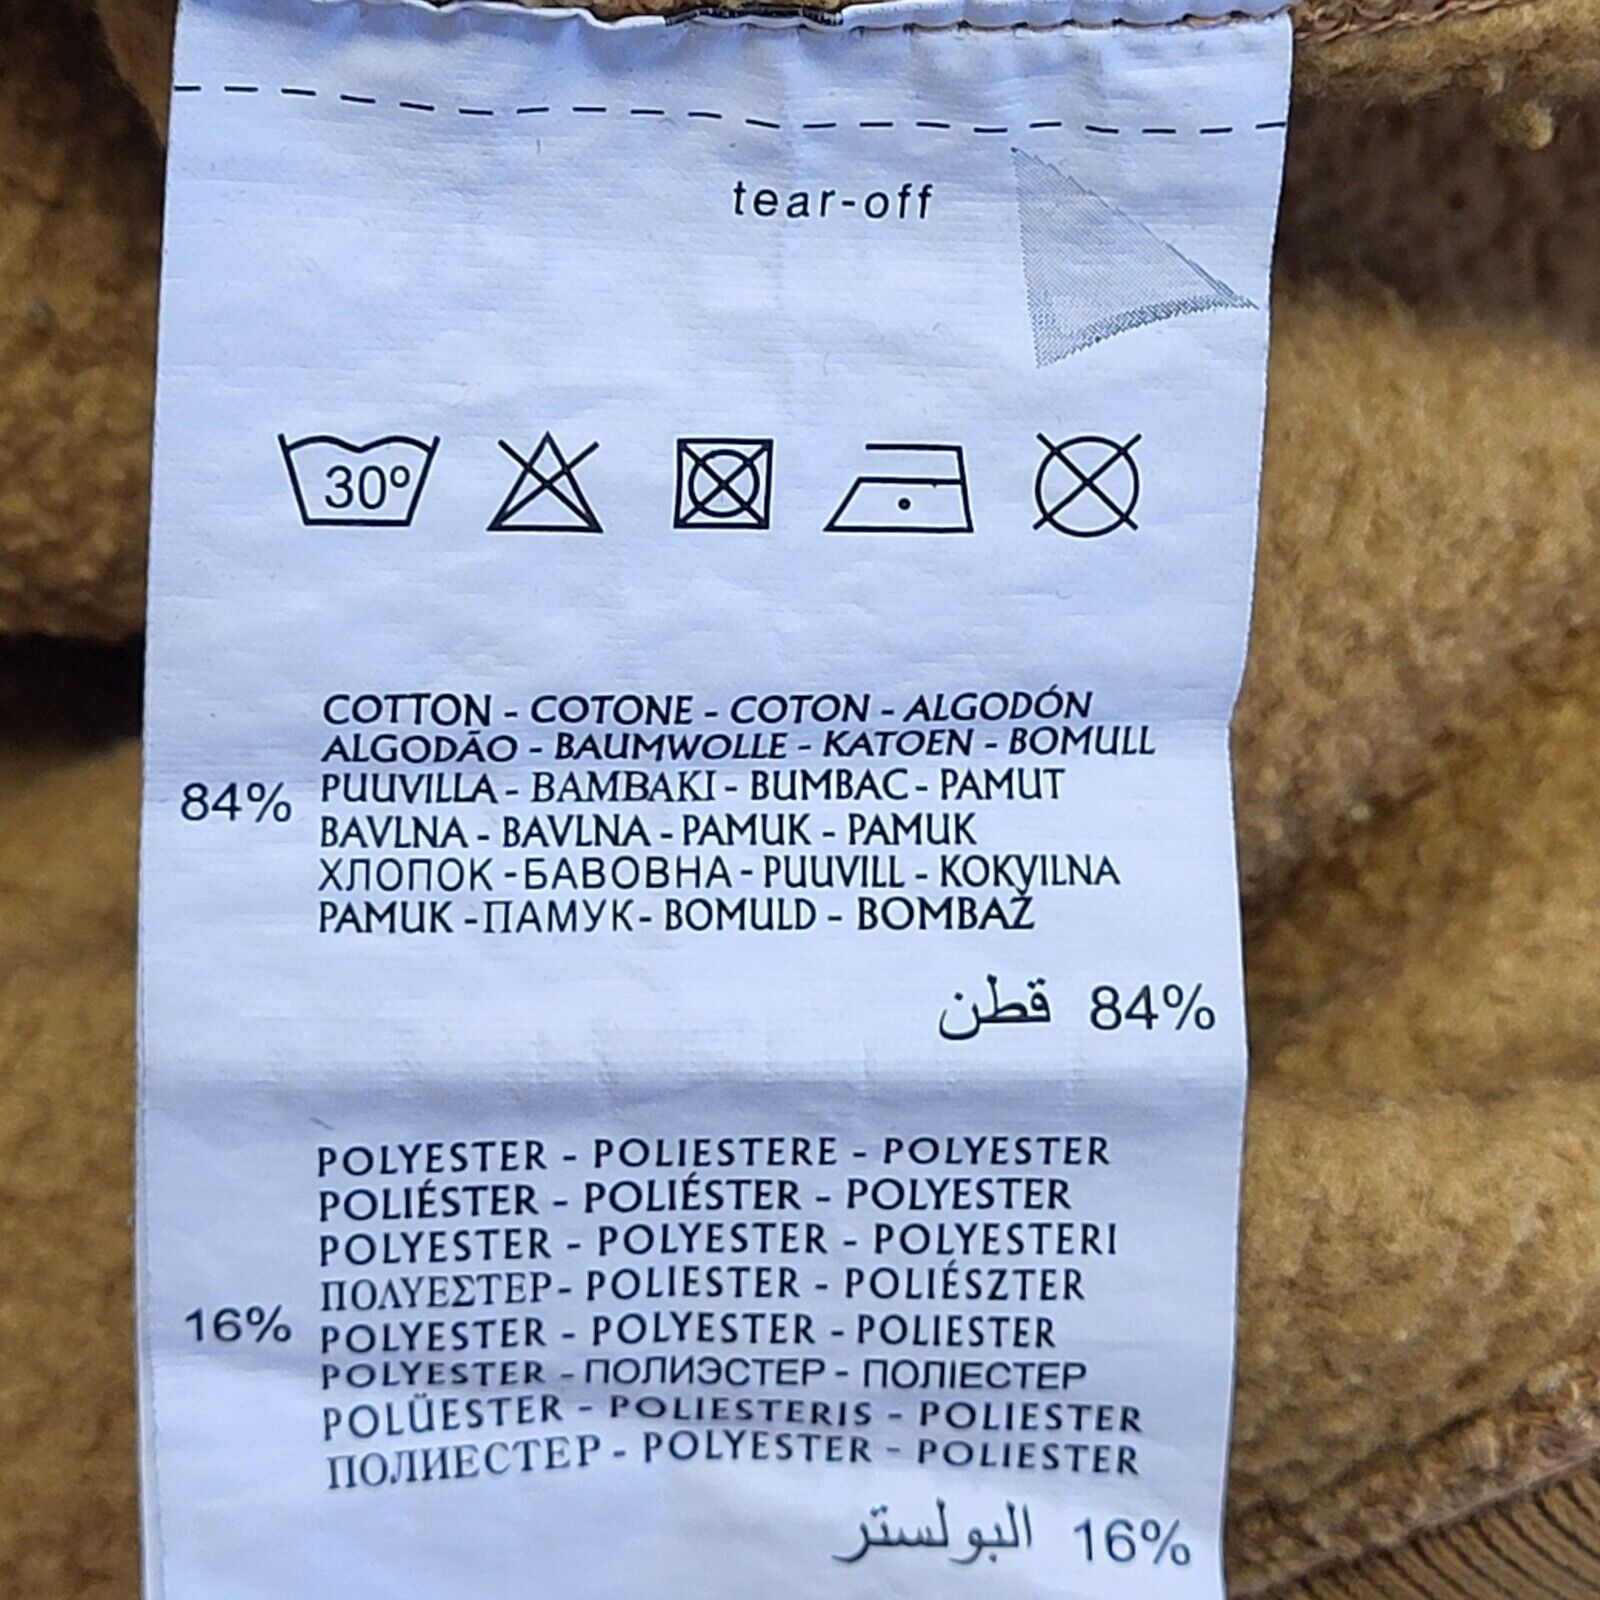 tear-off
30°
COTTON - COTONE - COTON - ALGODÓN
ALGODÃO - BAUMWOLLE - KATOEN - BOMULL
84% PUUVILLA - BAMBAKI - BUMBAC - PAMUT
BAVLNA - BAVLNA - PAMUK - PAMUK
ХЛОПОК -БАВОВНА- PUUVILL - KOKVILNA
PAMUK -ПАМУК- BOMULD - BOMBAŽ
قطن 84%
POLYESTER - POLIESTERE - POLYESTER
POLIÉSTER - POLIÉSTER - POLYESTER
POLYESTER - POLYESTER - POLYESTERI
ΠΟΛΥΕΣΤΕΡ- POLIESTER - POLIÉSZTER
16% POLYESTER - POLYESTER - POLIESTER
POLYESTER - ПОЛИЭСТЕР - ПОЛІЕСТЕР
POLÜESTER - POLIESTERIS - POLIESTER
ПОЛИЕСТЕР - POLYESTER - POLIESTER
البولستر 16%